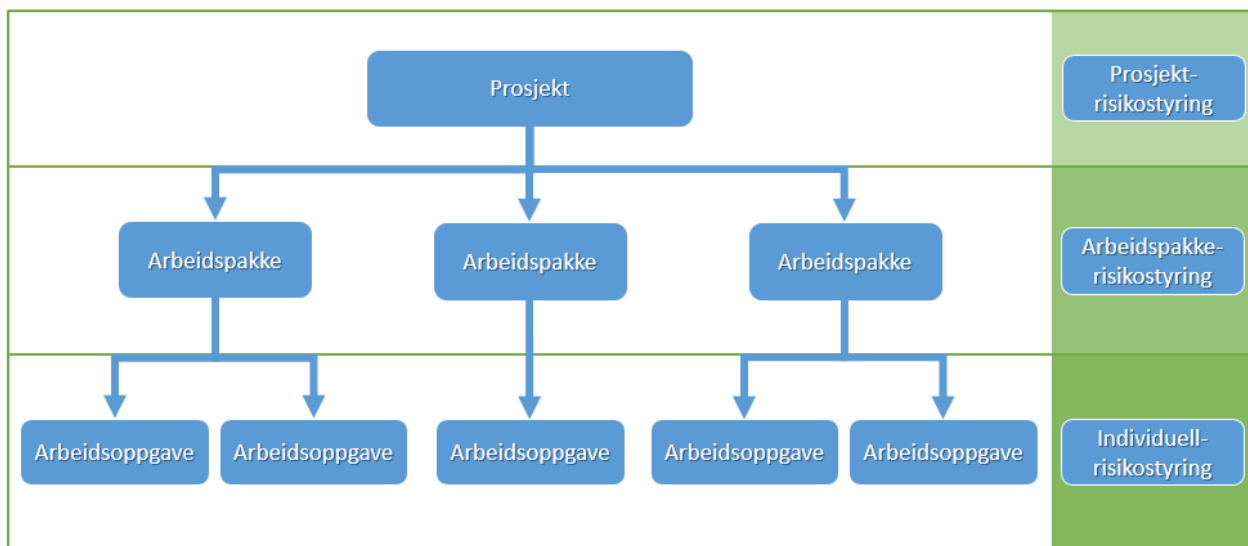 Prosjekt
Prosjekt-
risikostyring
Arbeidspakke
Arbeidspakke
Arbeidspakke
Arbeidspakke-
risikostyring
Arbeidsoppgave
Arbeidsoppgave
Arbeidsoppgave
Arbeidsoppgave
Arbeidsoppgave
Individuell-
risikostyring